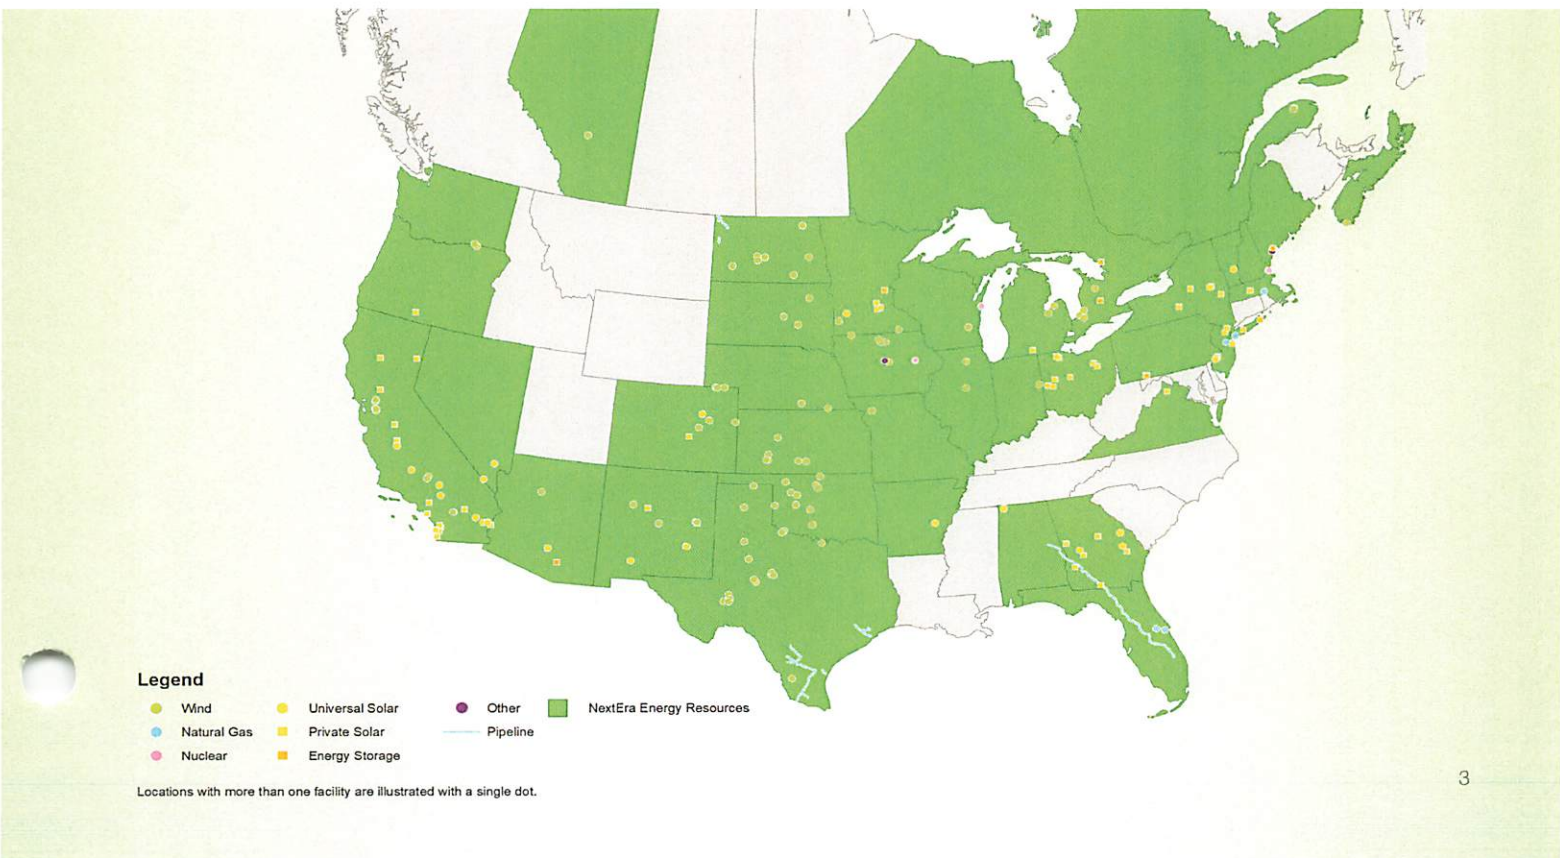 Legend
Wind
Universal Solar
Other
NextEra Energy Resources
Natural Gas
Private Solar
Pipeline
Nuclear
Energy Storage
Locations with more than one facility are illustrated with a single dot.
3